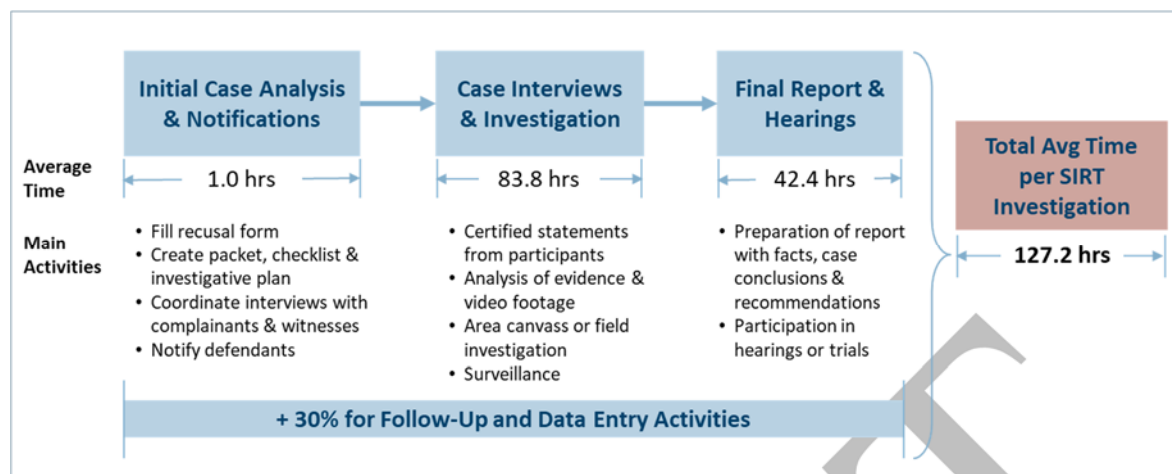 Initial Case Analysis
& Notifications
Case Interviews
& Investigation
Final Report &
Hearings
Total Avg Time
per SIRT
Investigation
Average
Time
1.0 hrs
83.8 hrs
42.4 hrs
127.2 hrs
Main
Activities
• Fill recusal form
• Create packet, checklist &
investigative plan
• Coordinate interviews with
complainants & witnesses
• Notify defendants
• Certified statements
from participants
• Analysis of evidence &
video footage
• Area canvass or field
investigation
• Surveillance
• Preparation of report
with facts, case
conclusions &
recommendations
• Participation in
hearings or trials
+ 30% for Follow-Up and Data Entry Activities